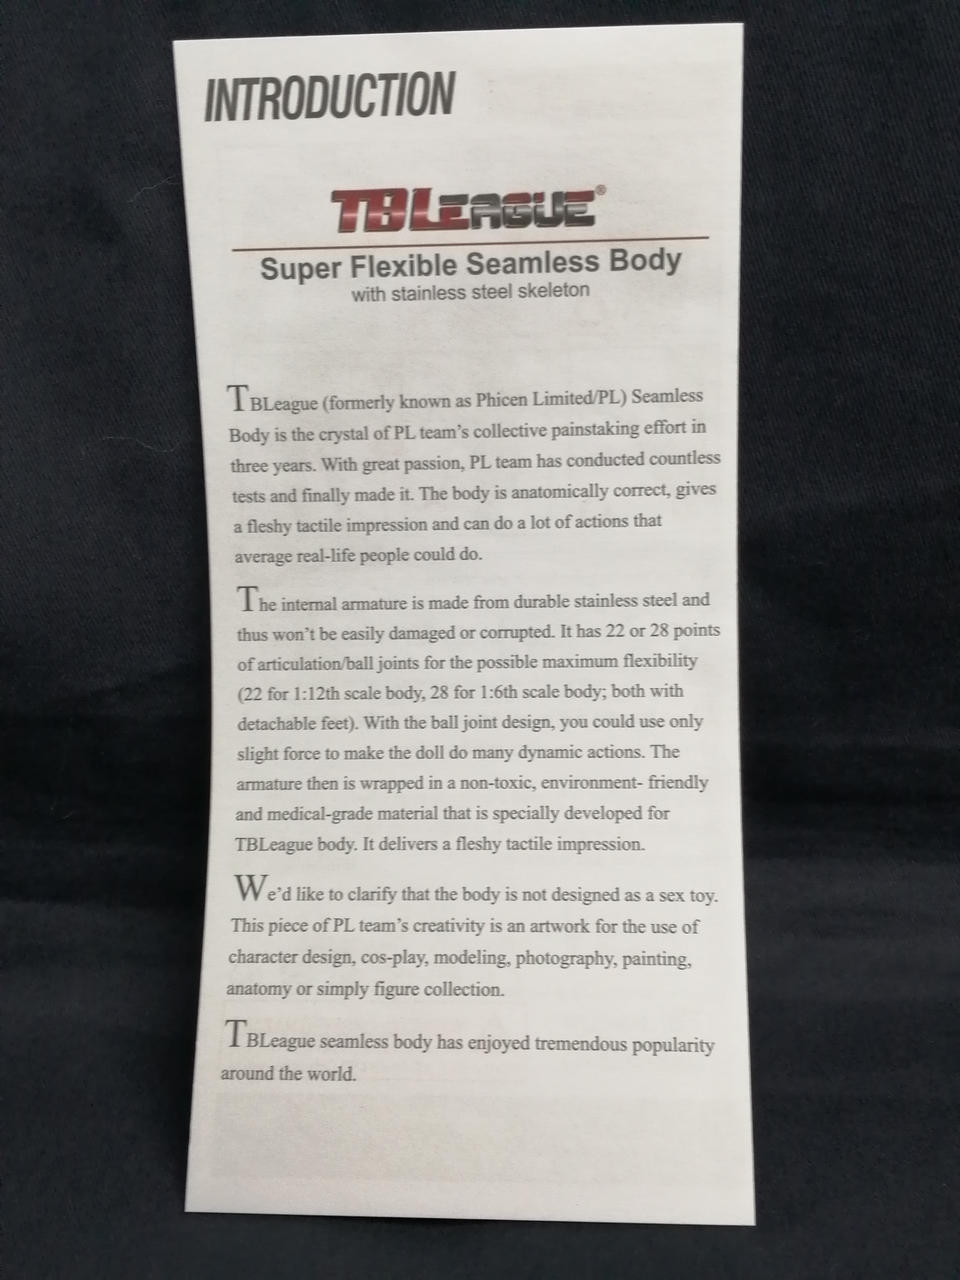 INTRODUCTION
TBLEAGUE®
Super Flexible Seamless Body
with stainless steel skeleton
TBLeague (formerly known as Phicen Limited/PL) Seamless
Body is the crystal of PL team's collective painstaking effort in
three years. With great passion, PL team has conducted countless
tests and finally made it. The body is anatomically correct, gives
a fleshy tactile impression and can do a lot of actions that
average real-life people could do.
The internal armature is made from durable stainless steel and
thus won't be easily damaged or corrupted. It has 22 or 28 points
of articulation/ball joints for the possible maximum flexibility
(22 for 1:12th scale body, 28 for 1:6th scale body; both with
detachable feet). With the ball joint design, you could use only
slight force to make the doll do many dynamic actions. The
armature then is wrapped in a non-toxic, environment- friendly
and medical-grade material that is specially developed for
TBLeague body. It delivers a fleshy tactile impression.
We'd like to clarify that the body is not designed as a sex toy.
This piece of PL team's creativity is an artwork for the use of
character design, cos-play, modeling, photography, painting,
anatomy or simply figure collection.
TBLeague seamless body has enjoyed tremendous popularity
around the world.